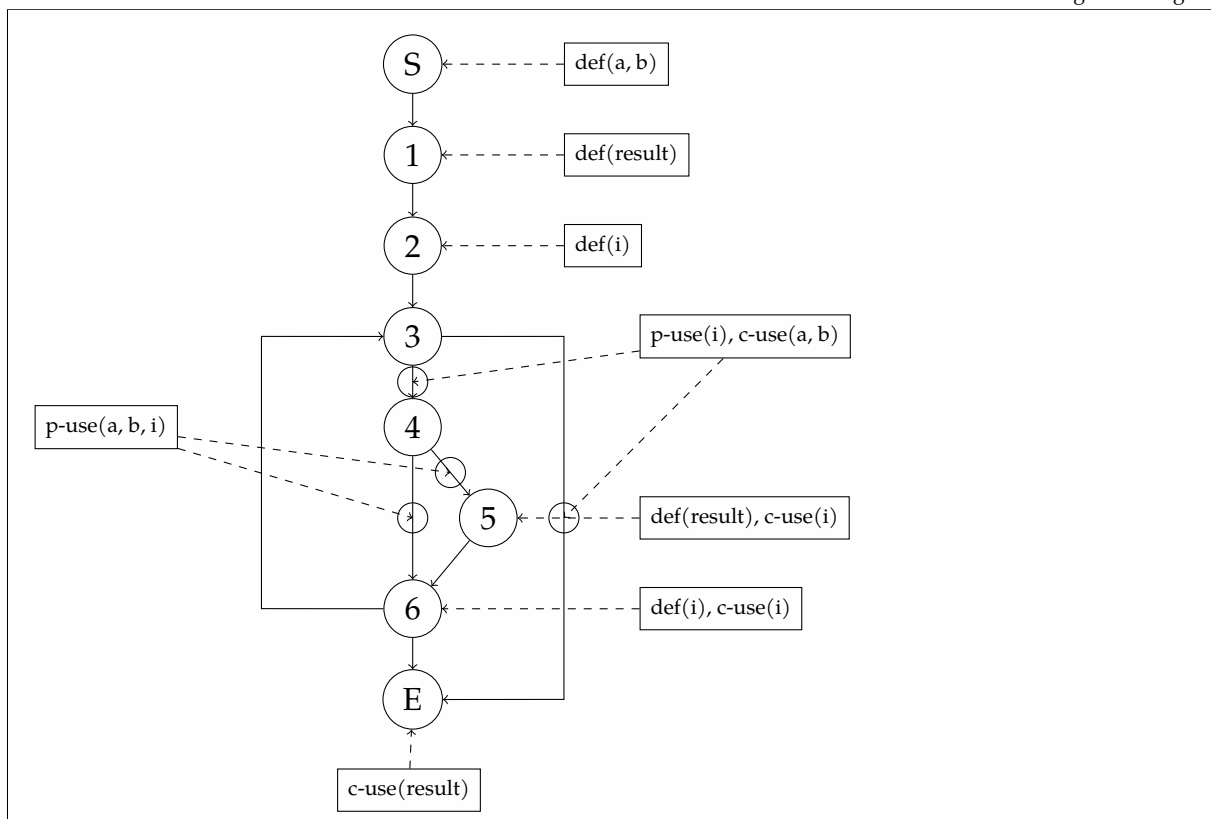 S
def(a, b)
1
def(result)
2
def(i)
3
p-use(i), c-use(a, b)
4
p-use(a, b, i)
5
def(result), c-use(i)
6
def(i), c-use(i)
E
c-use(result)